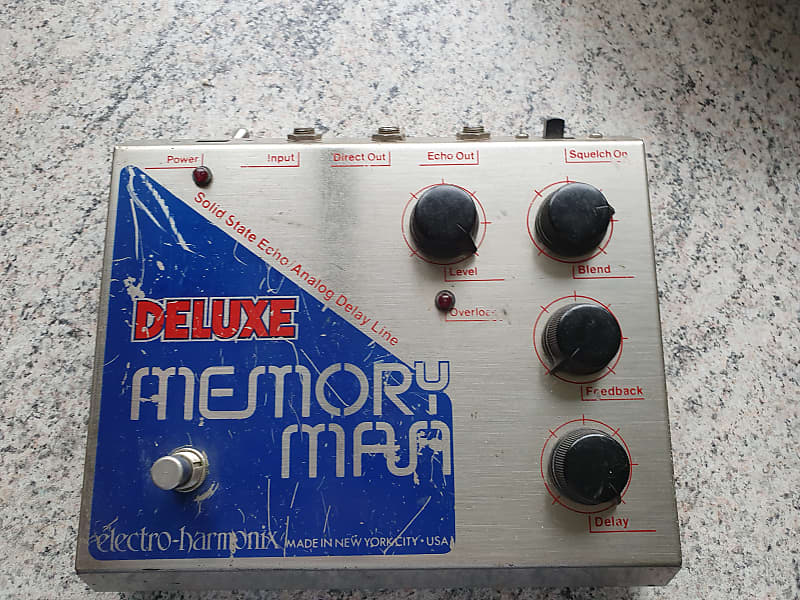 Power
Input
Direct Out
Echo Out
Squelch On
Solid State Echo/Analog Delay Line
Level
Blend
DELUXE
MEMORY
MAN
Feedback
Delay
electro-harmonix MADE IN NEW YORK CITY • USA